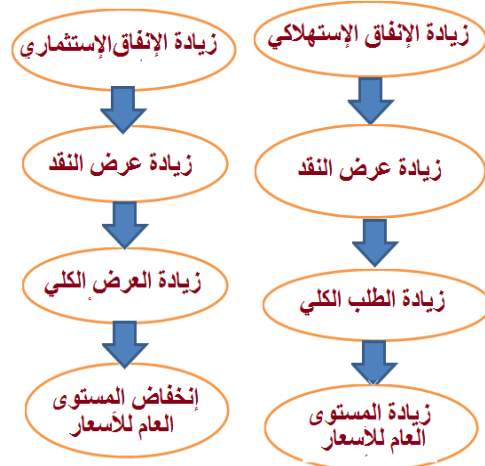 زيادة الإنفاق الإستهلاكي
زيادة عرض النقد
زيادة الطلب الكلي
زيادة المستوى
العام للأسعار
زيادة الإنفاق الإستثماري
زيادة عرض النقد
زيادة العرض الكلي
إنخفاض المستوى
العام للأسعار